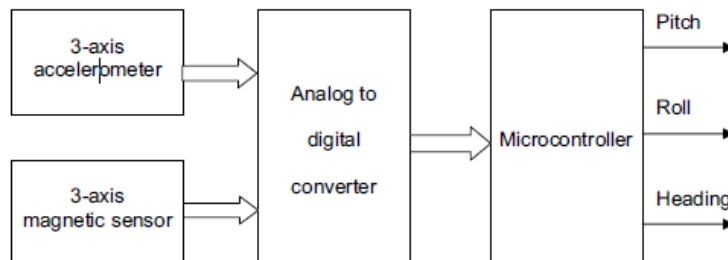 3-axis
accelerometer
3-axis
magnetic sensor
Analog to
digital
converter
Microcontroller
Pitch
Roll
Heading